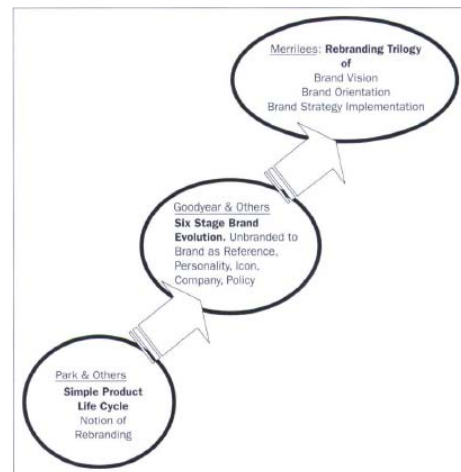 Merrilees: Rebranding Trilogy
of
Brand Vision
Brand Orientation
Brand Strategy Implementation
Goodyear & Others
Six Stage Brand
Evolution. Unbranded to
Brand as Reference,
Personality, Icon,
Company, Policy
Park & Others
Simple Product
Life Cycle
Notion of
Rebranding